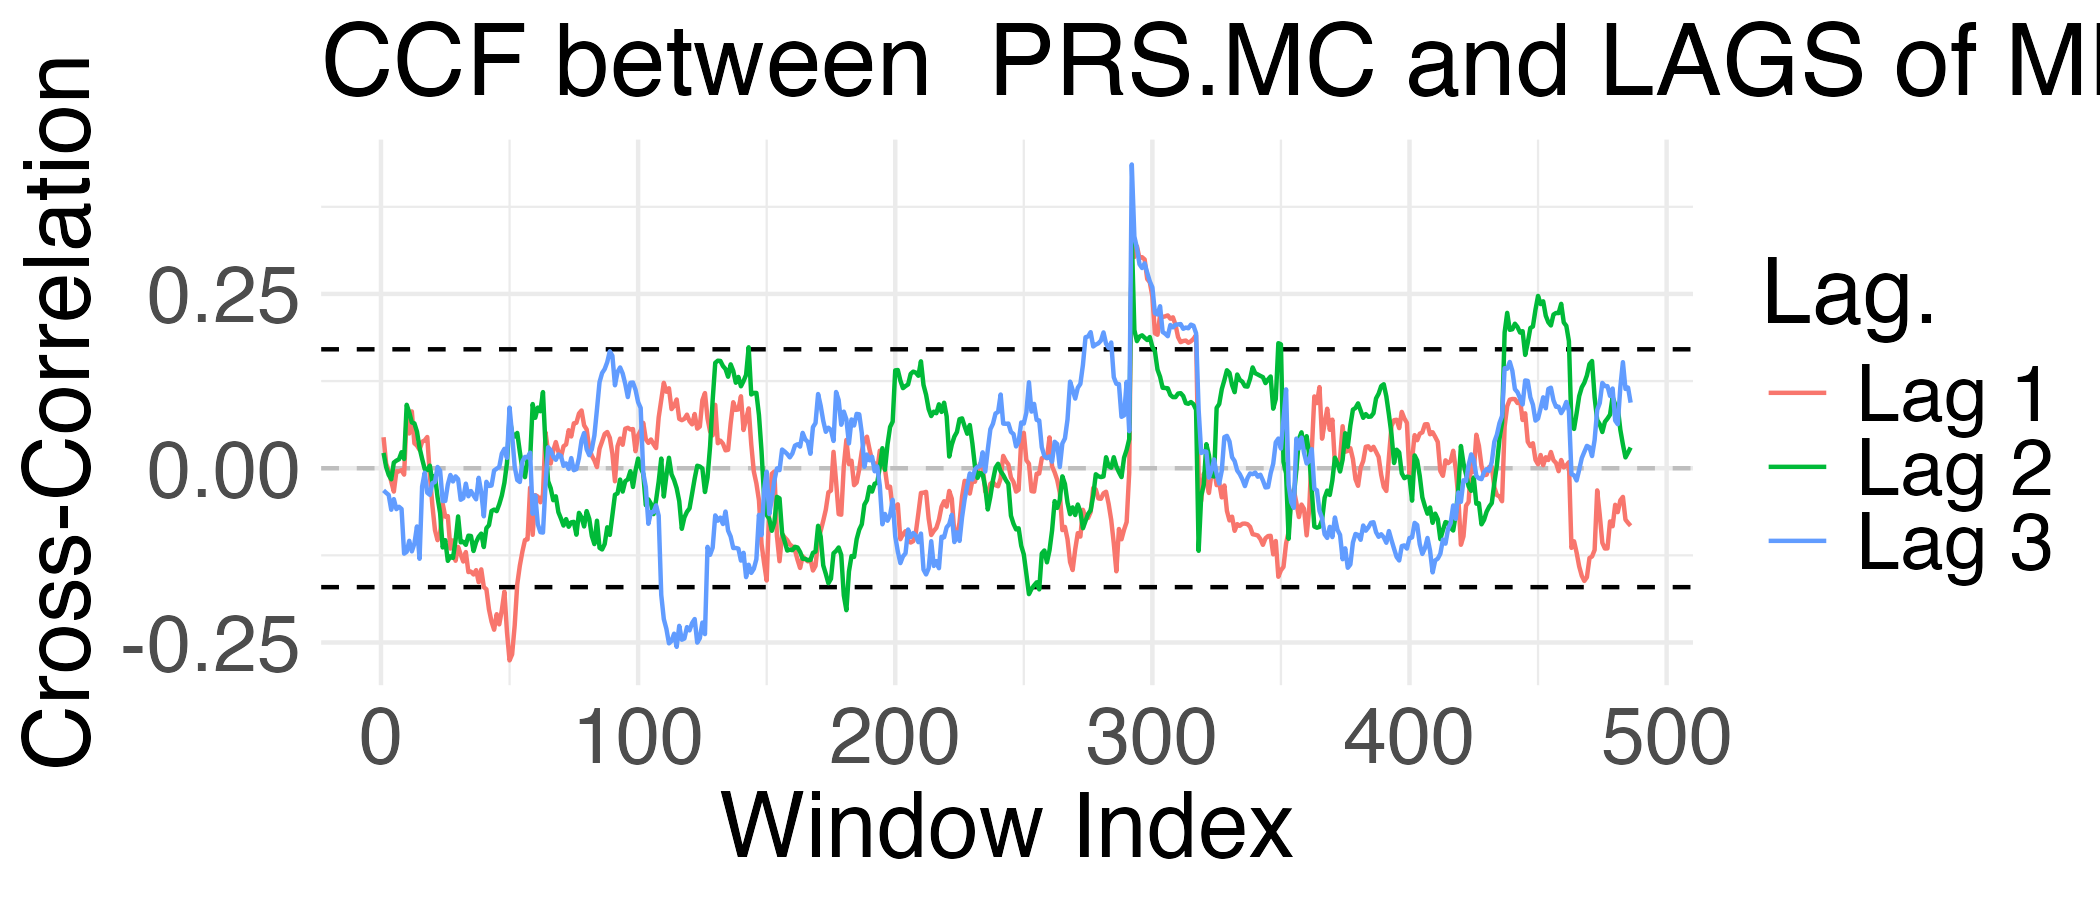 CCF between  PRS.MC and LAGS of
Cross-Correlation
0.25
0.00
-0.25
0 100 200 300 400 500
Window Index
Lag.
Lag 1
Lag 2
Lag 3